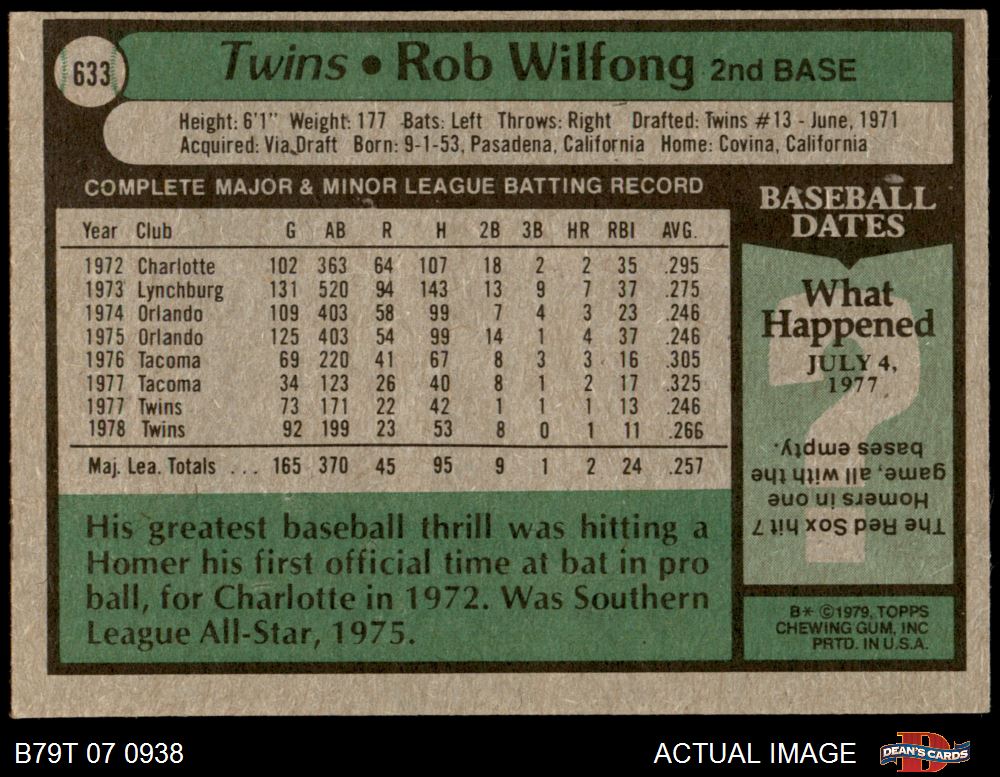 633
Twins • Rob Wilfong 2nd BASE
Height: 6'1" Weight: 177 Bats: Left Throws: Right Drafted: Twins #13 - June, 1971
Acquired: Via Draft Born: 9-1-53, Pasadena, California Home: Covina, California
COMPLETE MAJOR & MINOR LEAGUE BATTING RECORD
Year Club G AB R H 2B 3B HR RBI AVG.
1972 Charlotte 102 363 64 107 18 2 2 35 .295
1973 Lynchburg 131 520 94 143 13 9 7 37 .275
1974 Orlando 109 403 58 99 7 4 3 23 .246
1975 Orlando 125 403 54 99 14 1 4 37 .246
1976 Tacoma 69 220 41 67 8 3 3 16 .305
1977 Tacoma 34 123 26 40 8 1 2 17 .325
1977 Twins 73 171 22 42 1 1 1 13 .246
1978 Twins 92 199 23 53 8 0 1 11 .266
Maj. Lea. Totals ... 165 370 45 95 9 1 2 24 .257
His greatest baseball thrill was hitting a
Homer his first official time at bat in pro
ball, for Charlotte in 1972. Was Southern
League All-Star, 1975.
BASEBALL
DATES
What
Happened
JULY 4,
1977
?
The Red Sox hit 7
Homers in one
game, all with the
bases empty.
B* ©1979, TOPPS
CHEWING GUM, INC
PRTD. IN U.S.A.
B79T 07 0938
ACTUAL IMAGE
D
DEAN'S CARDS